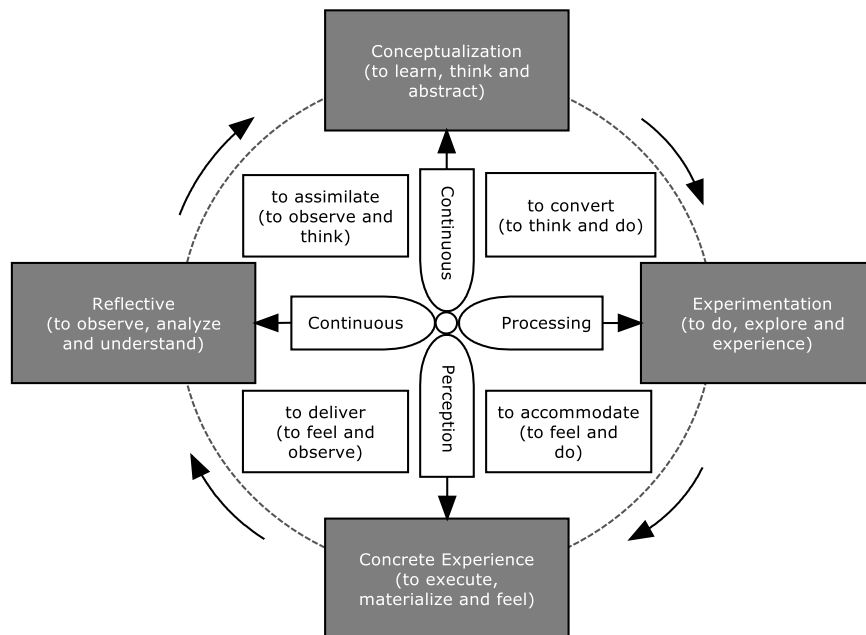 Conceptualization
(to learn, think and
abstract)
to assimilate
(to observe and
think)
Continuous
to convert
(to think and do)
Reflective
(to observe, analyze
and understand)
Continuous
Processing
Experimentation
(to do, explore and
experience)
to deliver
(to feel and
observe)
Perception
to accommodate
(to feel and
do)
Concrete Experience
(to execute,
materialize and feel)